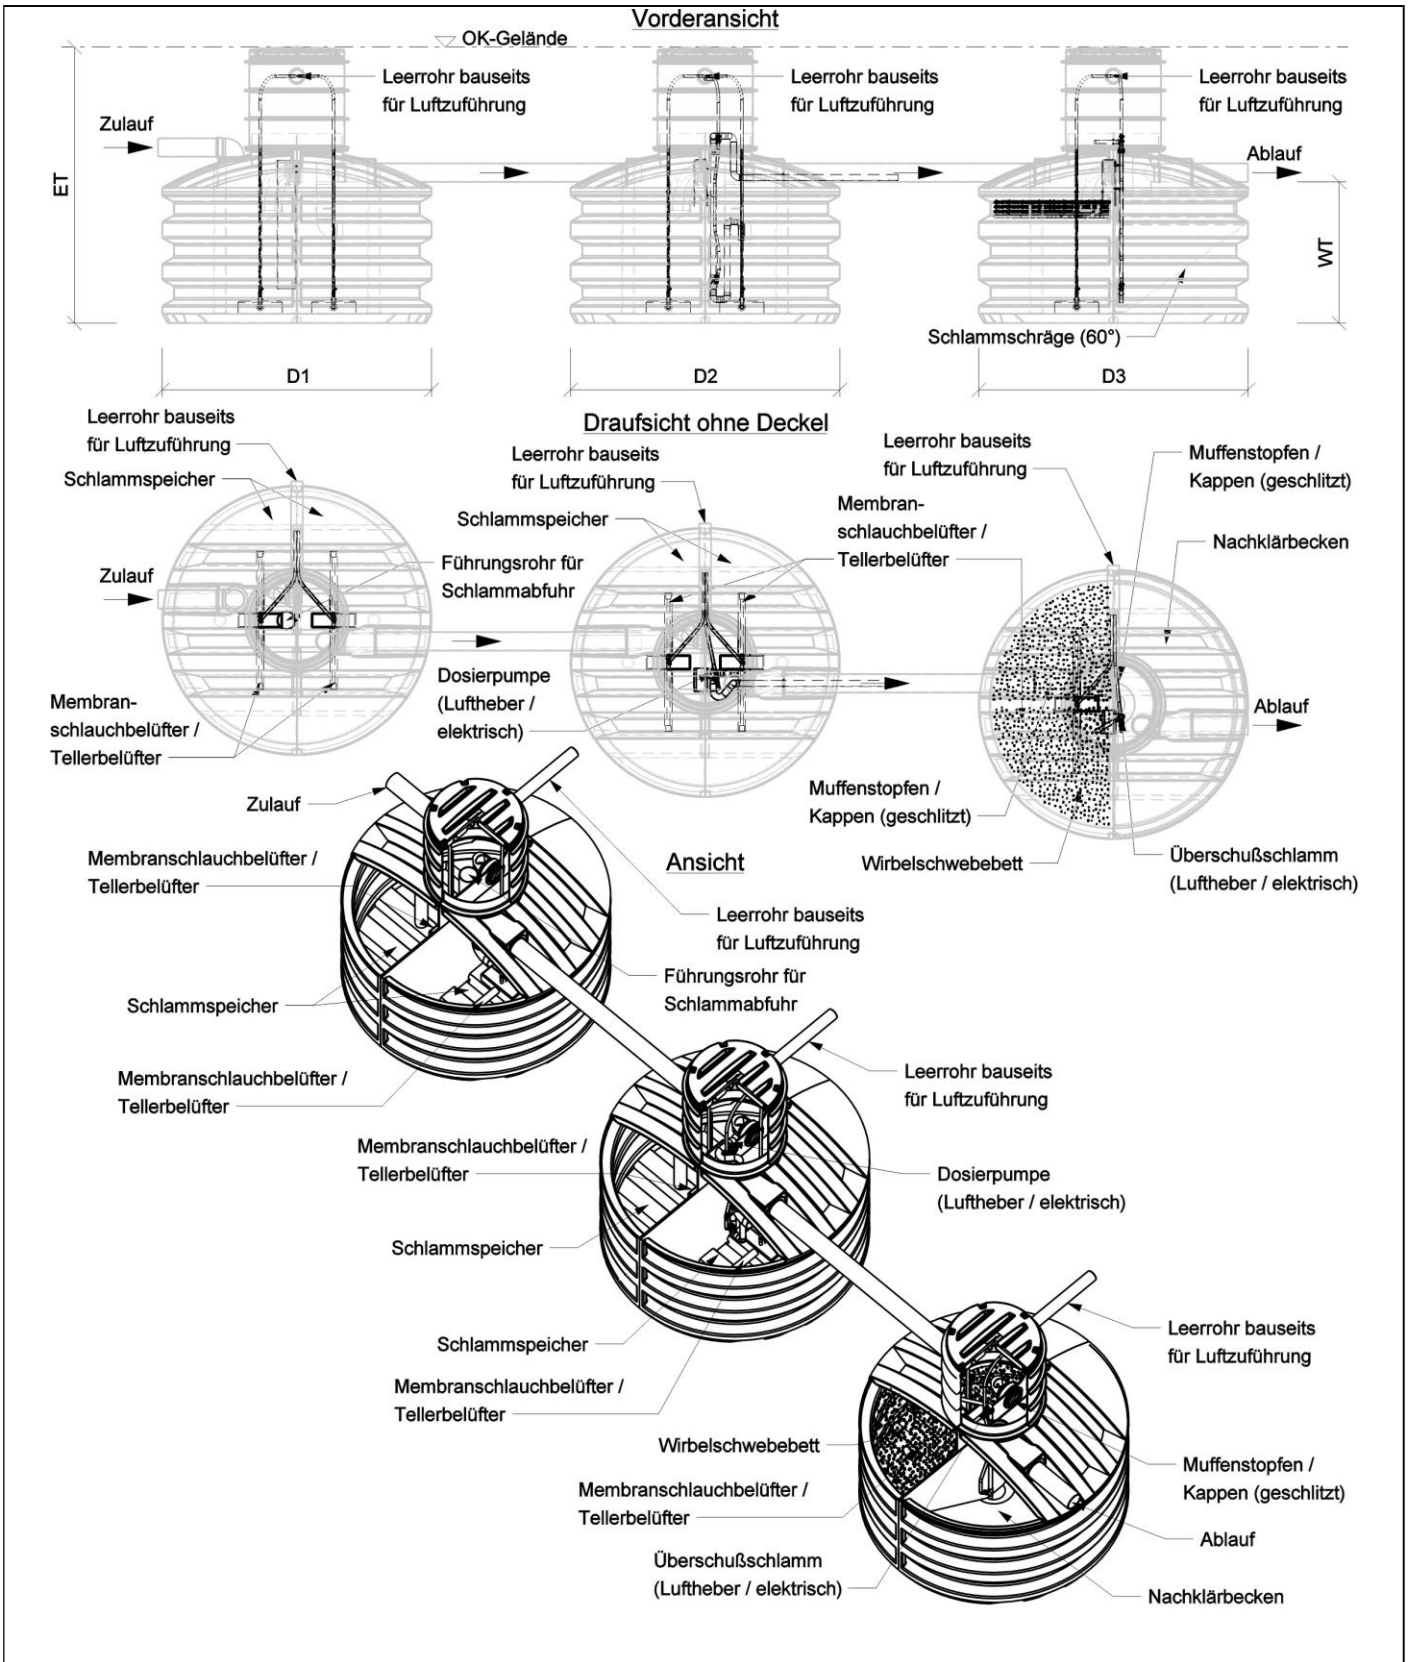 Vorderansicht
OK-Gelände
Leerrohr bauseits
für Luftzuführung
Leerrohr bauseits
für Luftzuführung
Leerrohr bauseits
für Luftzuführung
Zulauf
Ablauf
ET
WT
Schlammschräge (60°)
D1
D2
D3
Draufsicht ohne Deckel
Leerrohr bauseits
für Luftzuführung
Schlammspeicher
Zulauf
Führungsrohr für
Schlammabfuhr
Membran-
schlauchbelüfter /
Tellerbelüfter
Leerrohr bauseits
für Luftzuführung
Schlammspeicher
Membran-
schlauchbelüfter /
Tellerbelüfter
Dosierpumpe
(Luftheber /
elektrisch)
Leerrohr bauseits
für Luftzuführung
Muffenstopfen /
Kappen (geschlitzt)
Nachklärbecken
Ablauf
Muffenstopfen /
Kappen (geschlitzt)
Wirbelschwebebett
Überschußschlamm
(Luftheber / elektrisch)
Ansicht
Zulauf
Membranschlauchbelüfter /
Tellerbelüfter
Leerrohr bauseits
für Luftzuführung
Führungsrohr für
Schlammabfuhr
Schlammspeicher
Membranschlauchbelüfter /
Tellerbelüfter
Leerrohr bauseits
für Luftzuführung
Membranschlauchbelüfter /
Tellerbelüfter
Dosierpumpe
(Luftheber / elektrisch)
Schlammspeicher
Schlammspeicher
Membranschlauchbelüfter /
Tellerbelüfter
Leerrohr bauseits
für Luftzuführung
Wirbelschwebebett
Muffenstopfen /
Kappen (geschlitzt)
Membranschlauchbelüfter /
Tellerbelüfter
Ablauf
Überschußschlamm
(Luftheber / elektrisch)
Nachklärbecken